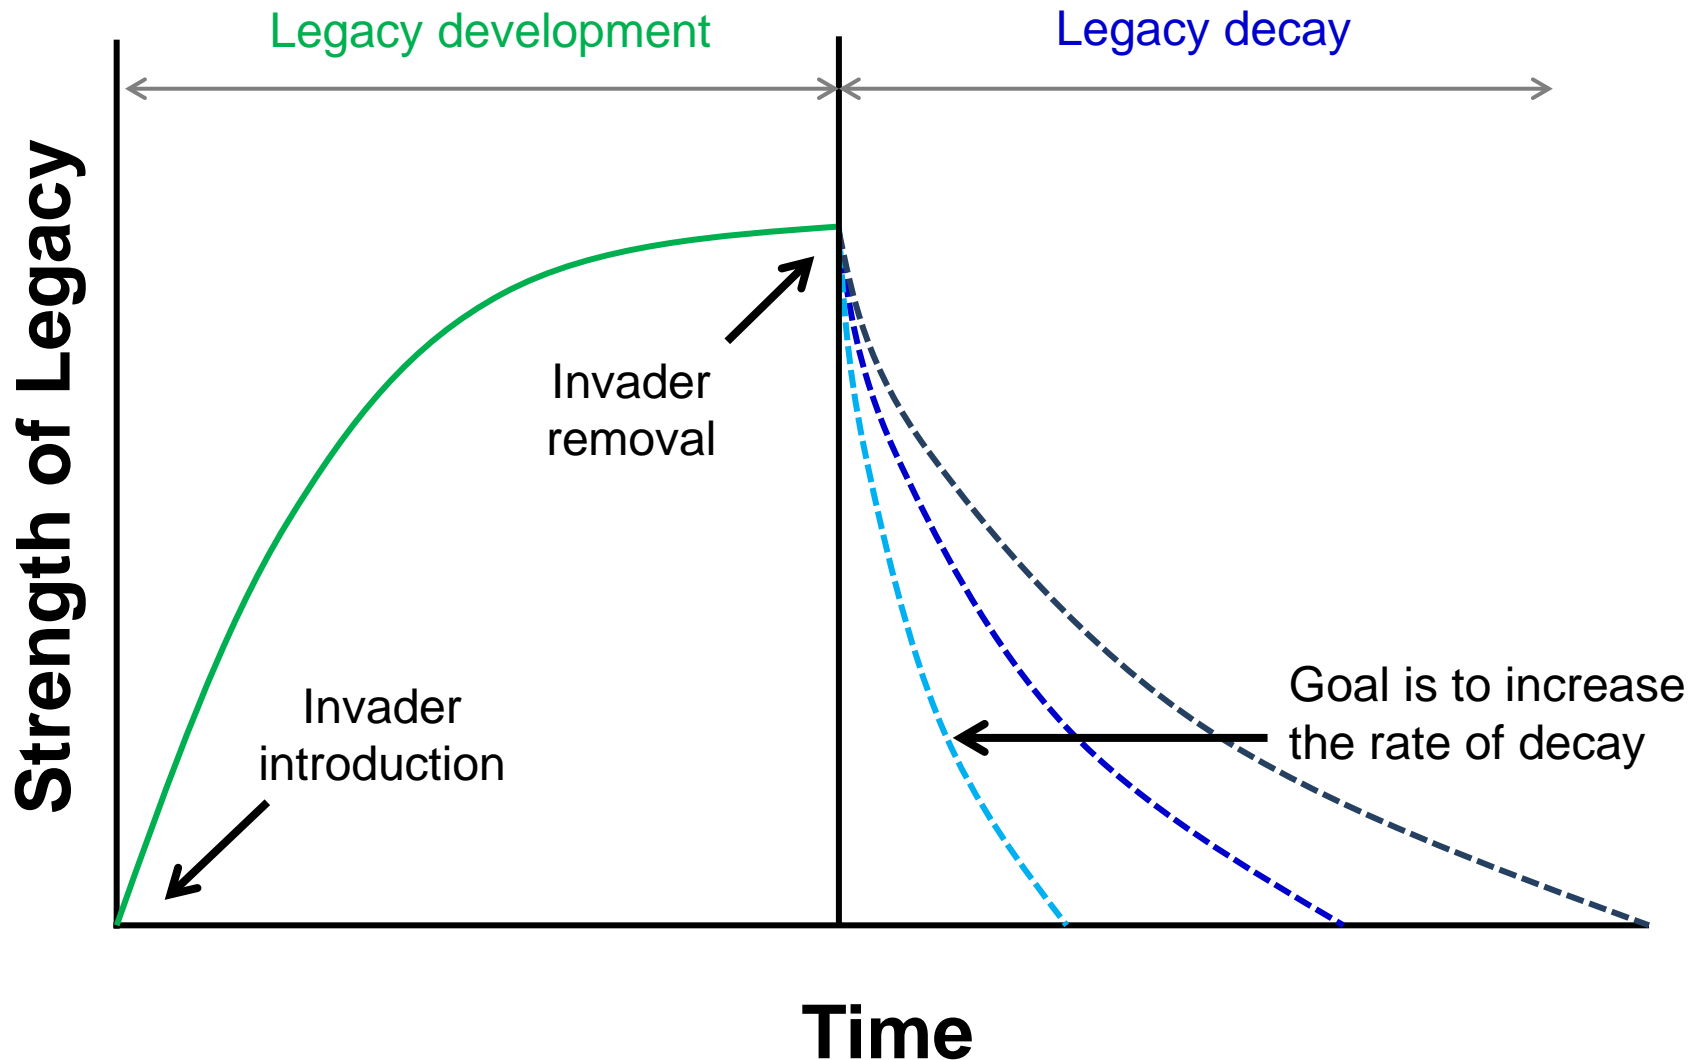 Legacy development
Legacy decay
Strength of Legacy
Invader
removal
Invader
introduction
Goal is to increase
the rate of decay
Time